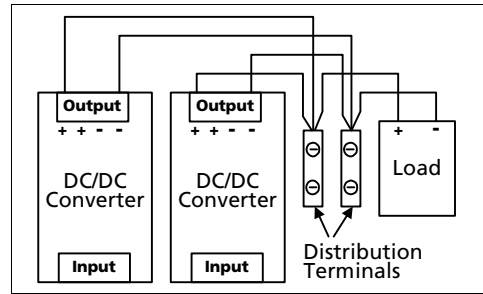 Output
+ + - -
DC/DC
Converter
Input
Output
+ + - -
DC/DC
Converter
Input
+ -
Load
Distribution
Terminals